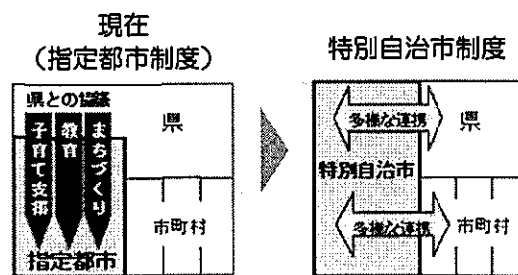 現在
（指定都市制度）
県との協議
子育て支援
教育
まちづくり
県
市町村
指定都市
特別自治市制度
多様な連携
県
特別自治市
多様な連携
市町村